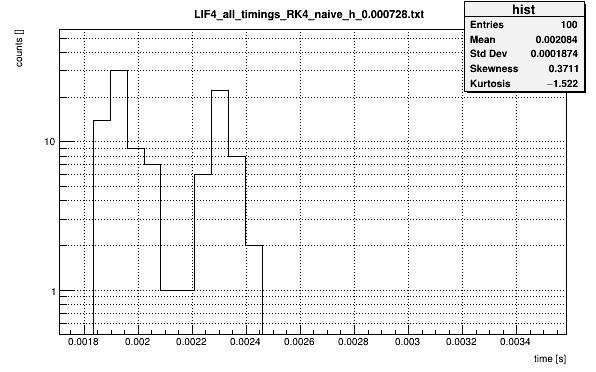 LIF4_all_timings_RK4_naive_h_0.000728.txt
hist
Entries 100
Mean 0.002084
Std Dev 0.0001874
Skewness 0.3711
Kurtosis −1.522
counts []
10
1
0.0018 0.002 0.0022 0.0024 0.0026 0.0028 0.003 0.0032 0.0034
time [s]